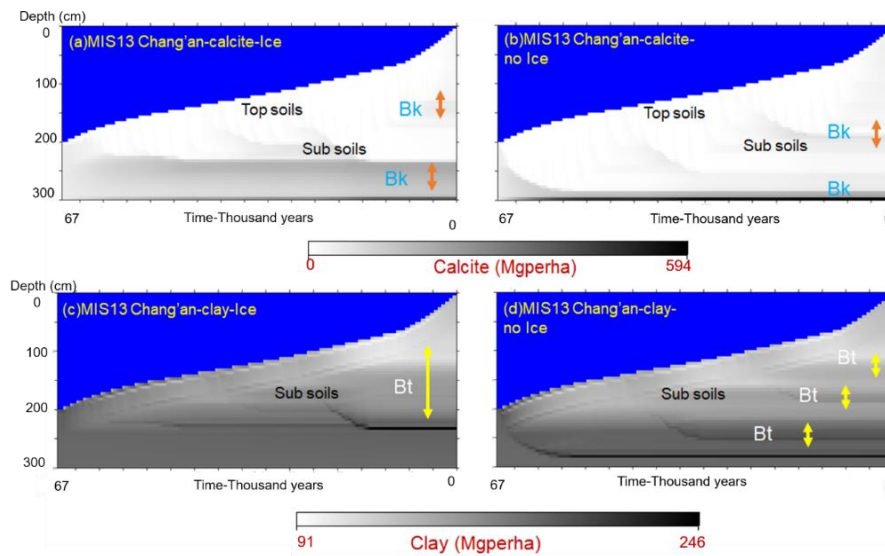 Depth (cm)
0
100
200
300
(a)MIS13 Chang'an-calcite-Ice
Top soils
Sub soils
Bk
Bk
67
Time-Thousand years
0
(b)MIS13 Chang'an-calcite-
no Ice
Top soils
Sub soils
Bk
Bk
67
Time-Thousand years
0
0
Calcite (Mgperha)
594
Depth (cm)
0
100
200
300
(c)MIS13 Chang'an-clay-Ice
Sub soils
Bt
67
Time-Thousand years
0
(d)MIS13 Chang'an-clay-
no Ice
Sub soils
Bt
Bt
Bt
67
Time-Thousand years
0
91
Clay (Mgperha)
246